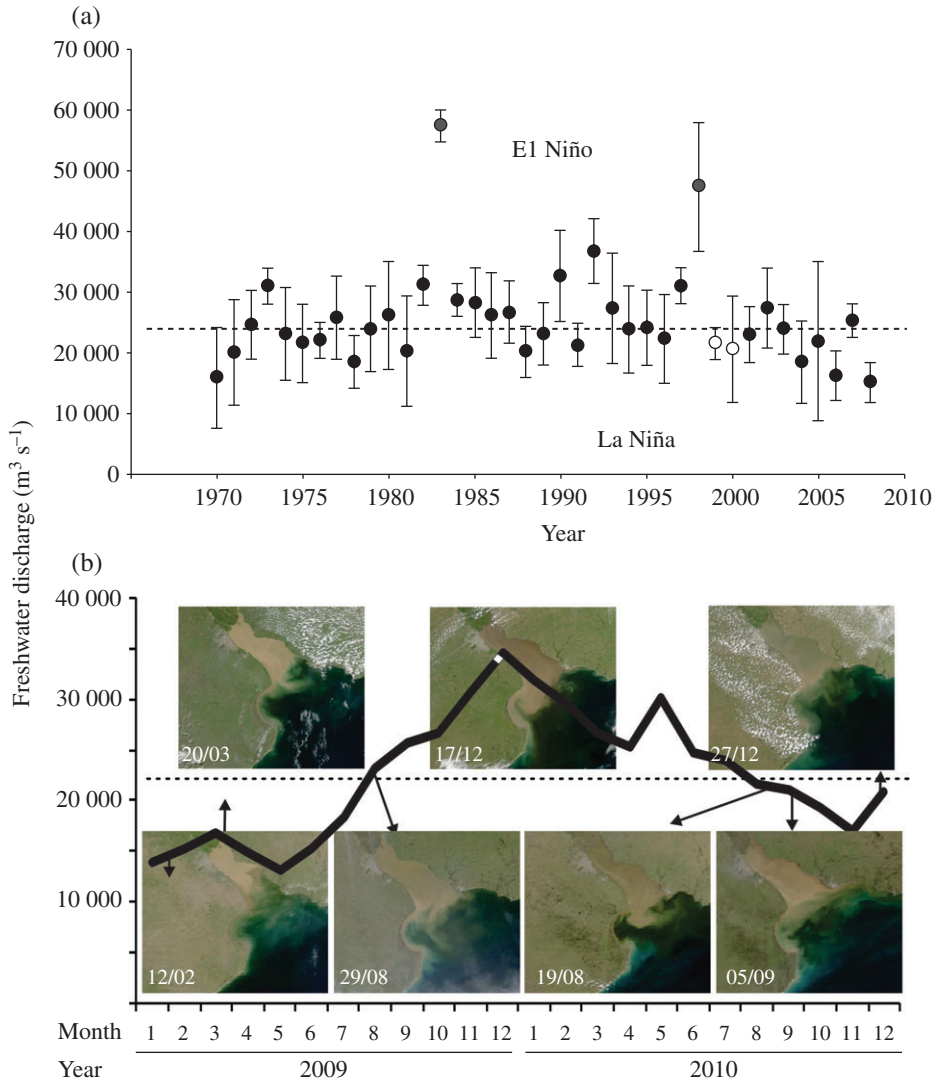 (a)
70 000
60 000
50 000
40 000
30 000
20 000
10 000
0
E1 Niño
La Niña
1970 1975 1980 1985 1990 1995 2000 2005 2010
Year
Freshwater discharge (m³ s⁻¹)
(b)
40 000
30 000
20 000
10 000
20/03 17/12 27/12
12/02 29/08 19/08 05/09
Month 1 2 3 4 5 6 7 8 9 10 11 12 1 2 3 4 5 6 7 8 9 10 11 12
Year 2009 2010